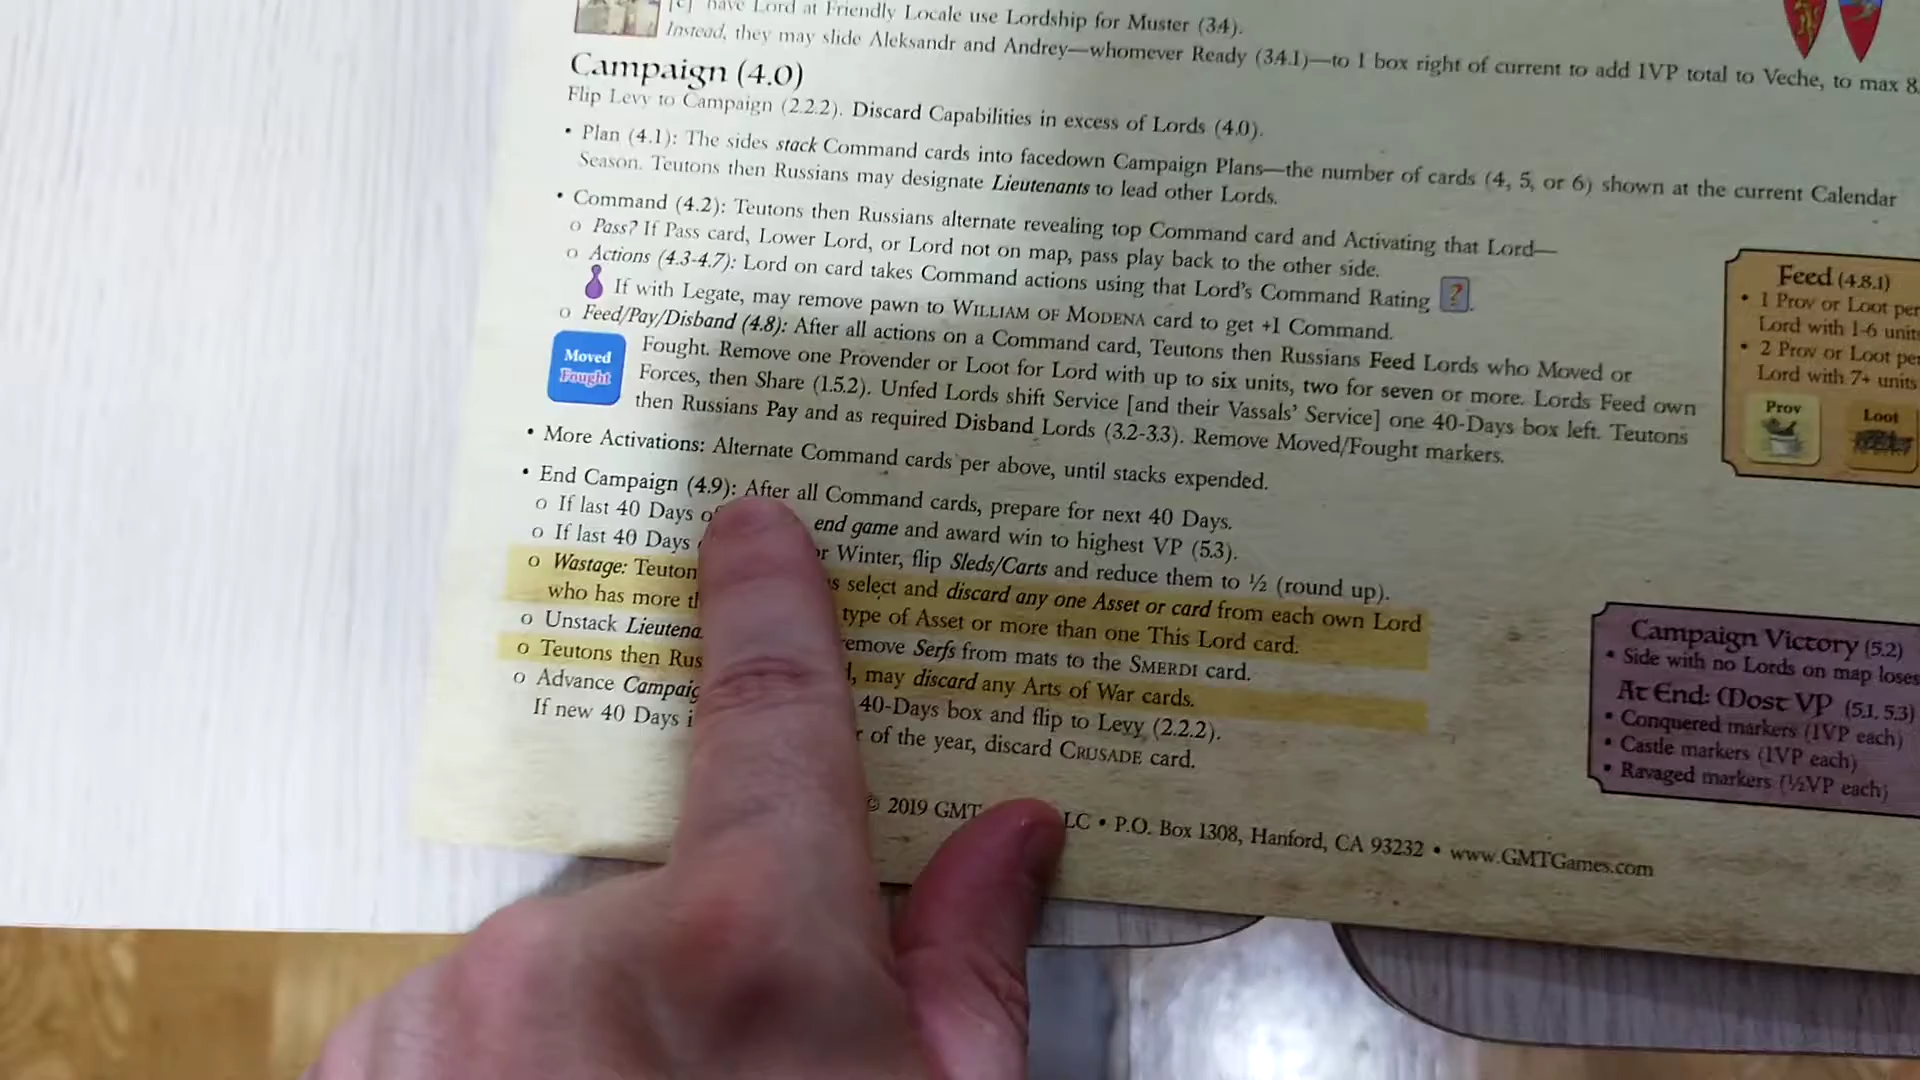 [c] have Lord at Friendly Locale use Lordship for Muster (3.4).
Instead, they may slide Aleksandr and Andrey—whomever Ready (3.4.1)—to 1 box right of current to add 1VP total to Veche, to max 8.
Campaign (4.0)
Flip Levy to Campaign (2.2.2). Discard Capabilities in excess of Lords (4.0).
• Plan (4.1): The sides stack Command cards into facedown Campaign Plans—the number of cards (4, 5, or 6) shown at the current Calendar
Season. Teutons then Russians may designate Lieutenants to lead other Lords.
• Command (4.2): Teutons then Russians alternate revealing top Command card and Activating that Lord—
o Pass? If Pass card, Lower Lord, or Lord not on map, pass play back to the other side.
o Actions (4.3-4.7): Lord on card takes Command actions using that Lord's Command Rating ?.
If with Legate, may remove pawn to WILLIAM OF MODENA card to get +1 Command.
o Feed/Pay/Disband (4.8): After all actions on a Command card, Teutons then Russians Feed Lords who Moved or
Fought. Remove one Provender or Loot for Lord with up to six units, two for seven or more. Lords Feed own
Forces, then Share (1.5.2). Unfed Lords shift Service [and their Vassals' Service] one 40-Days box left. Teutons
then Russians Pay and as required Disband Lords (3.2-3.3). Remove Moved/Fought markers.
Moved
Fought
• More Activations: Alternate Command cards per above, until stacks expended.
• End Campaign (4.9): After all Command cards, prepare for next 40 Days.
o If last 40 Days end game and award win to highest VP (5.3).
o If last 40 Days Winter, flip Sleds/Carts and reduce them to ½ (round up).
o Wastage: Teuton select and discard any one Asset or card from each own Lord
who has more type of Asset or more than one This Lord card.
o Unstack remove Serfs from mats to the SMERDI card.
o Teutons then may discard any Arts of War cards.
o Advance 40-Days box and flip to Levy (2.2.2).
If new 40 Days of the year, discard CRUSADE card.
© 2019 GMT LLC • P.O. Box 1308, Hanford, CA 93232 • www.GMTGames.com
Feed (4.8.1)
• 1 Prov or Loot per
Lord with 1-6 units
• 2 Prov or Loot per
Lord with 7+ units
Prov
Loot
Campaign Victory (5.2)
• Side with no Lords on map loses
At End: Most VP (5.1, 5.3)
• Conquered markers (1VP each)
• Castle markers (1VP each)
• Ravaged markers (½VP each)